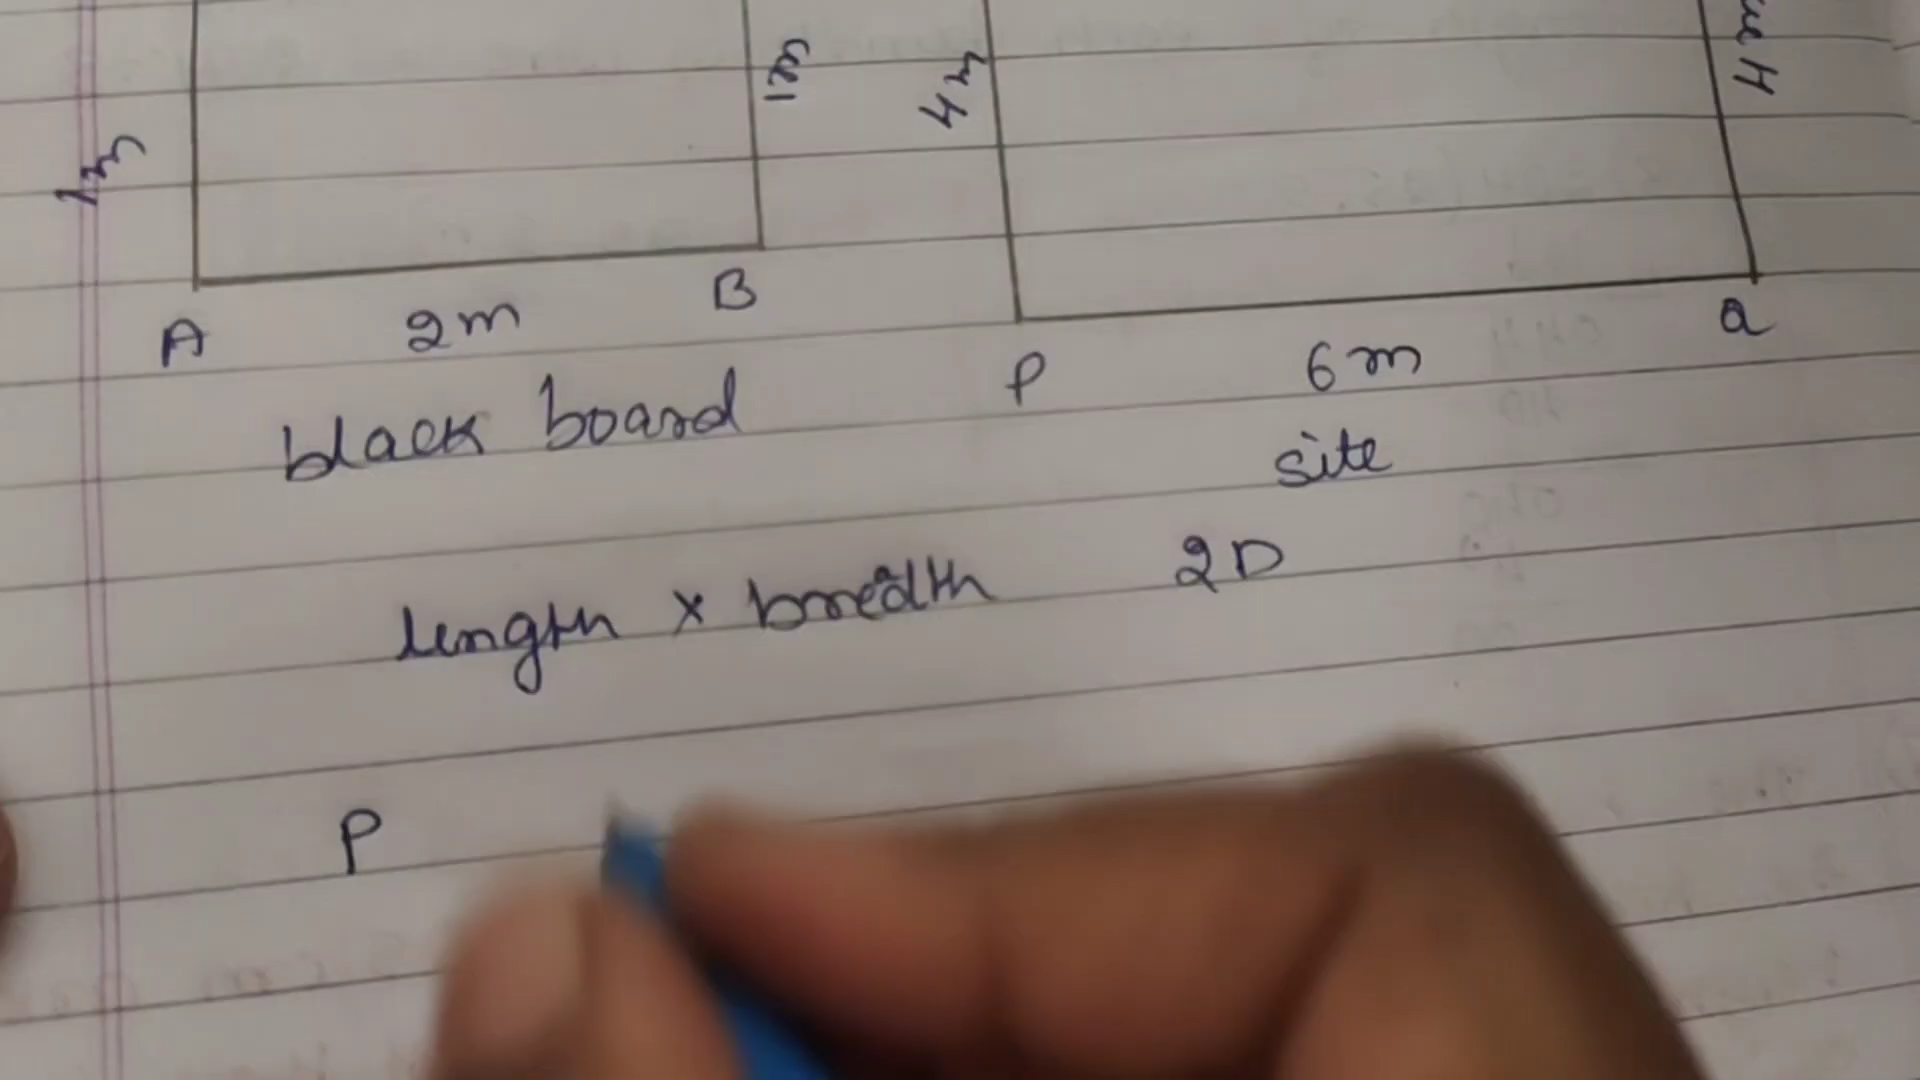 1m
1m
4m
4m
A 2m B
P 6m Q
black board
site
length x breadth 2D
P